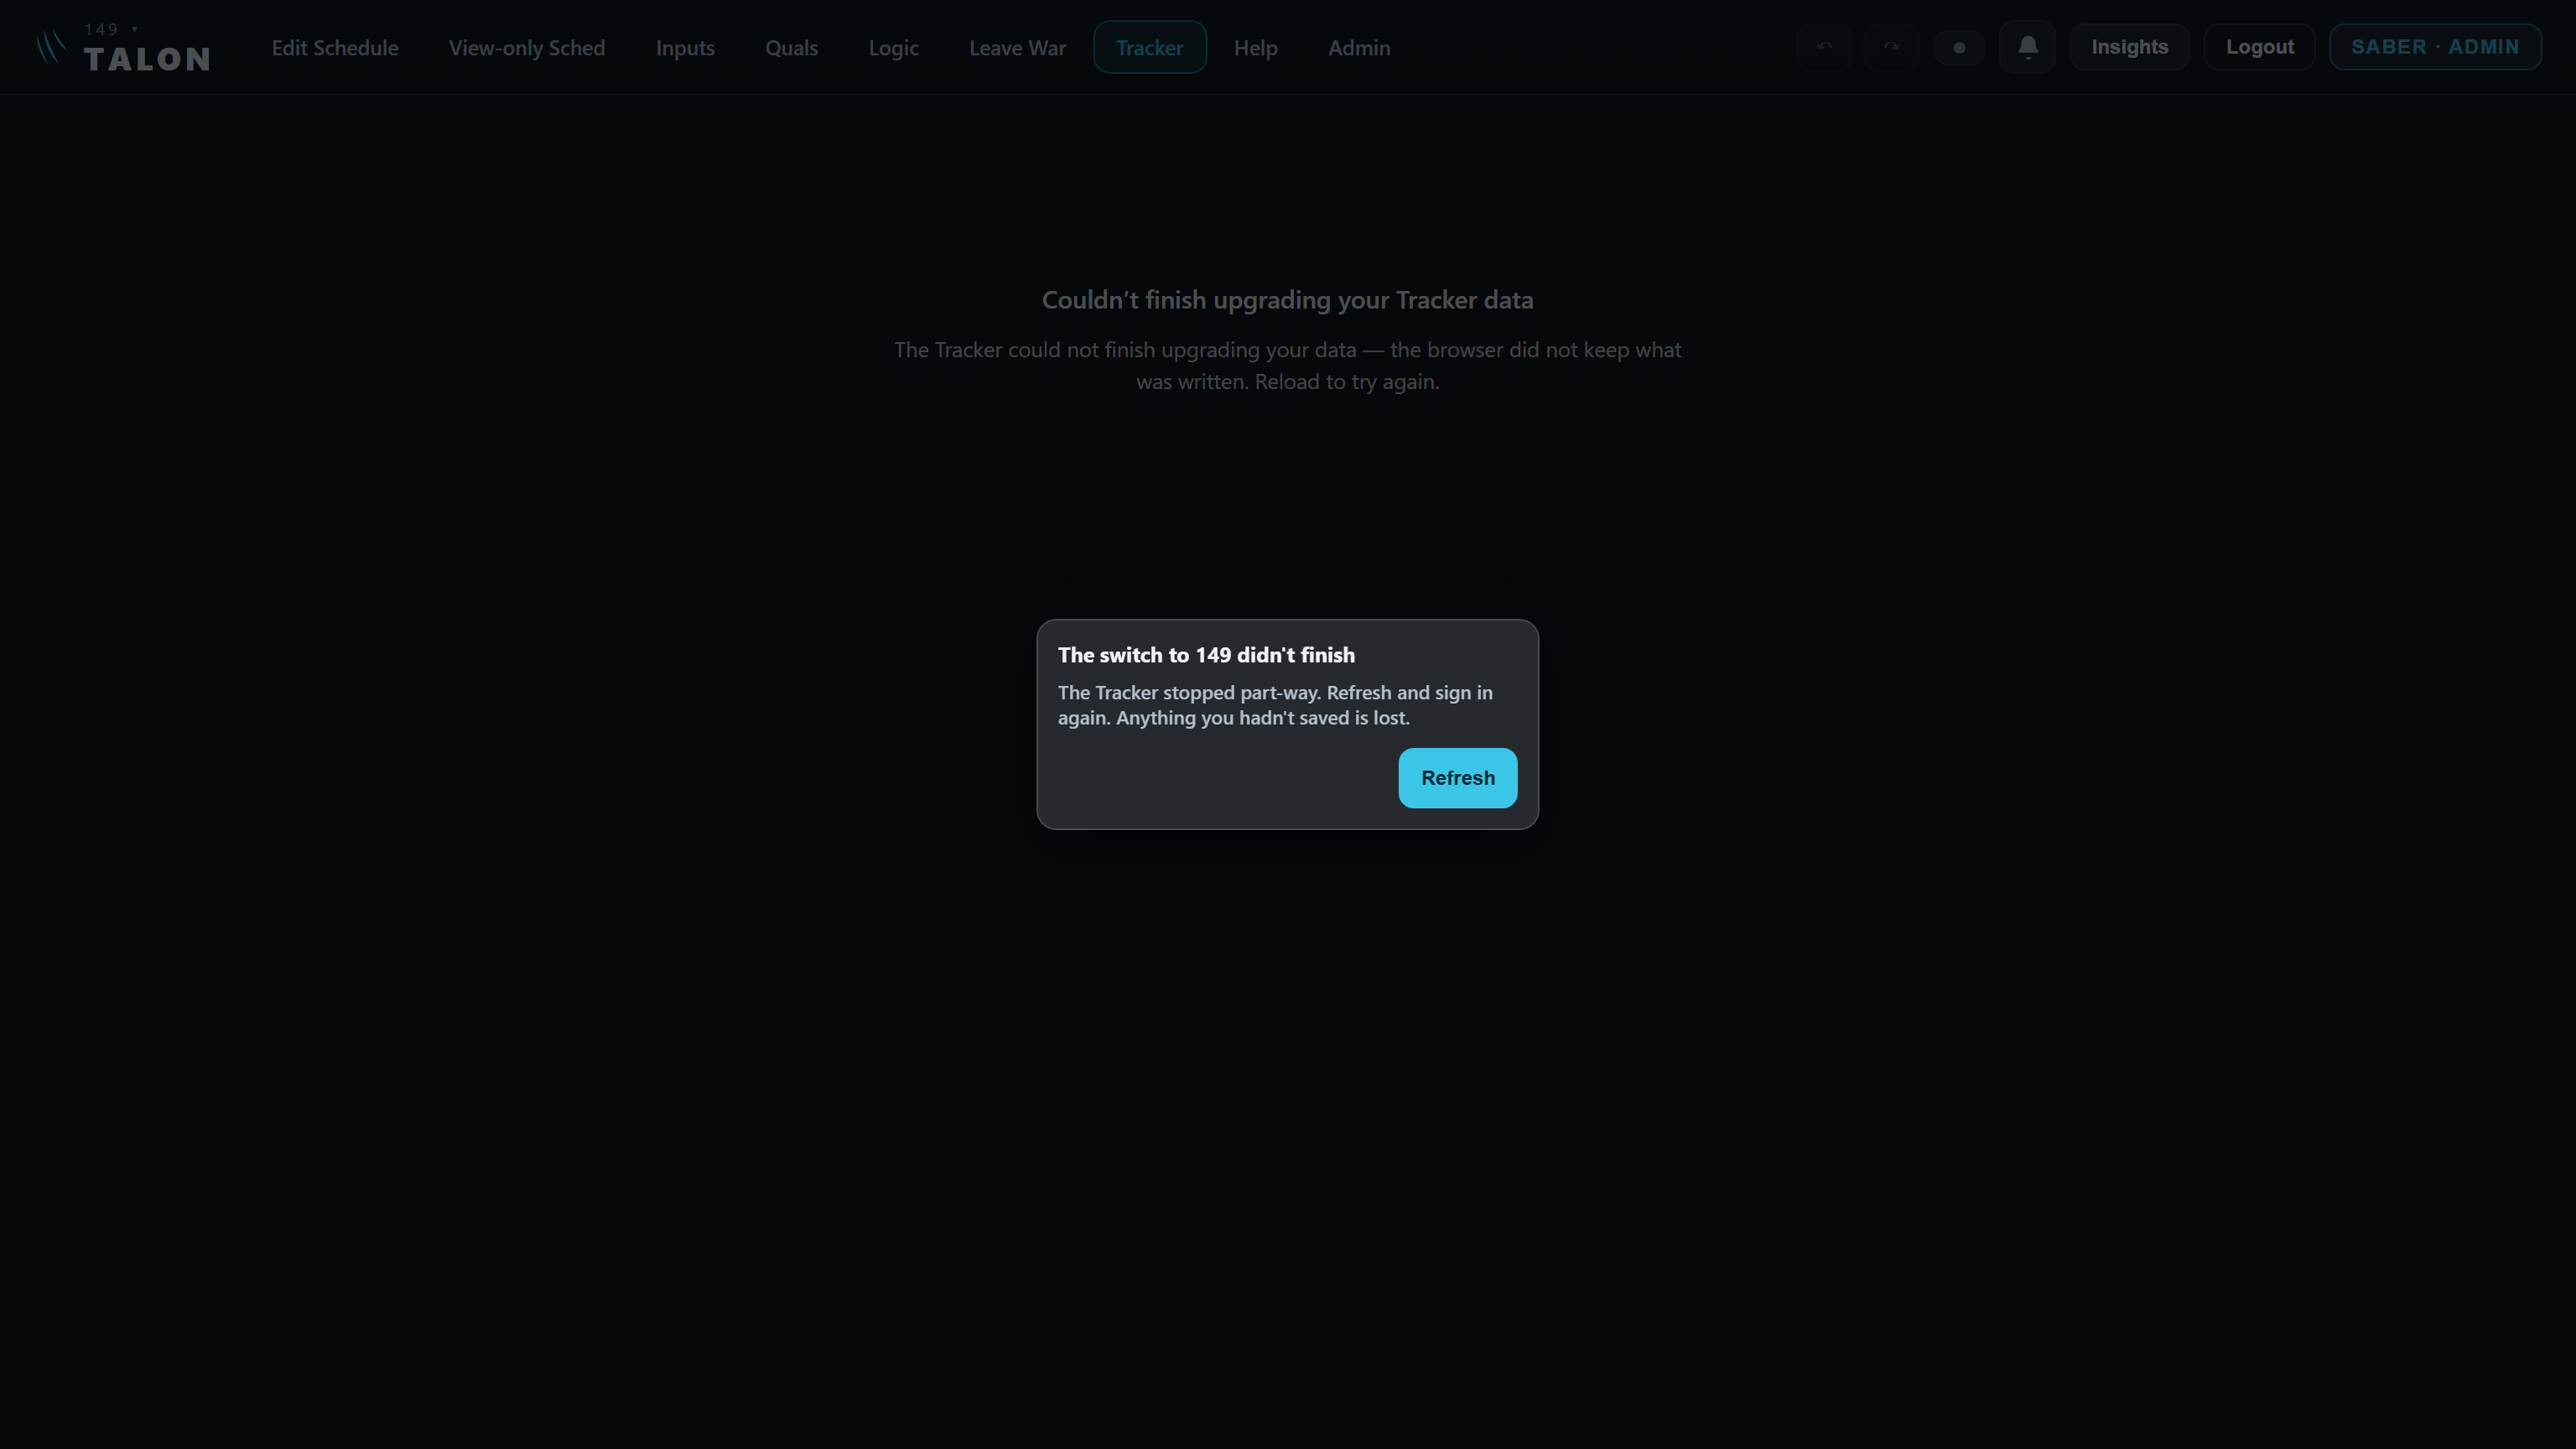 149 ▾
TALON
Edit Schedule
View-only Sched
Inputs
Quals
Logic
Leave War
Tracker
Help
Admin
Insights
Logout
SABER · ADMIN
Couldn’t finish upgrading your Tracker data
The Tracker could not finish upgrading your data — the browser did not keep what
was written. Reload to try again.
The switch to 149 didn't finish
The Tracker stopped part-way. Refresh and sign in
again. Anything you hadn't saved is lost.
Refresh